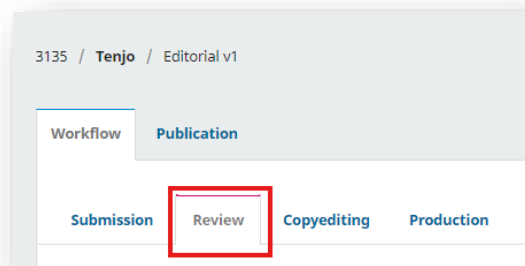 3135 / Tenjo / Editorial v1
Workflow Publication
Submission Review Copyediting Production